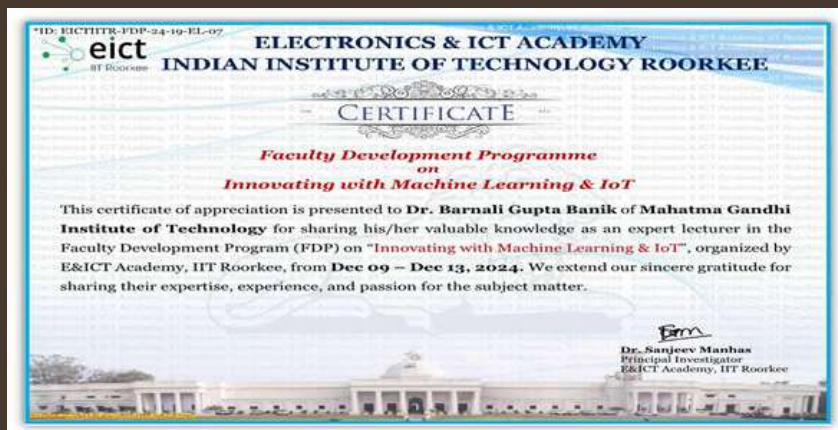 *ID: EICTIITR-FDP-24-19-EL-07
eict
IIT Roorkee
ELECTRONICS & ICT ACADEMY
INDIAN INSTITUTE OF TECHNOLOGY ROORKEE
CERTIFICATE
Faculty Development Programme
on
Innovating with Machine Learning & IoT
This certificate of appreciation is presented to Dr. Barnali Gupta Banik of Mahatma Gandhi
Institute of Technology for sharing his/her valuable knowledge as an expert lecturer in the
Faculty Development Program (FDP) on “Innovating with Machine Learning & IoT”, organized by
E&ICT Academy, IIT Roorkee, from Dec 09 – Dec 13, 2024. We extend our sincere gratitude for
sharing their expertise, experience, and passion for the subject matter.
Dr. Sanjeev Manhas
Principal Investigator
E&ICT Academy, IIT Roorkee